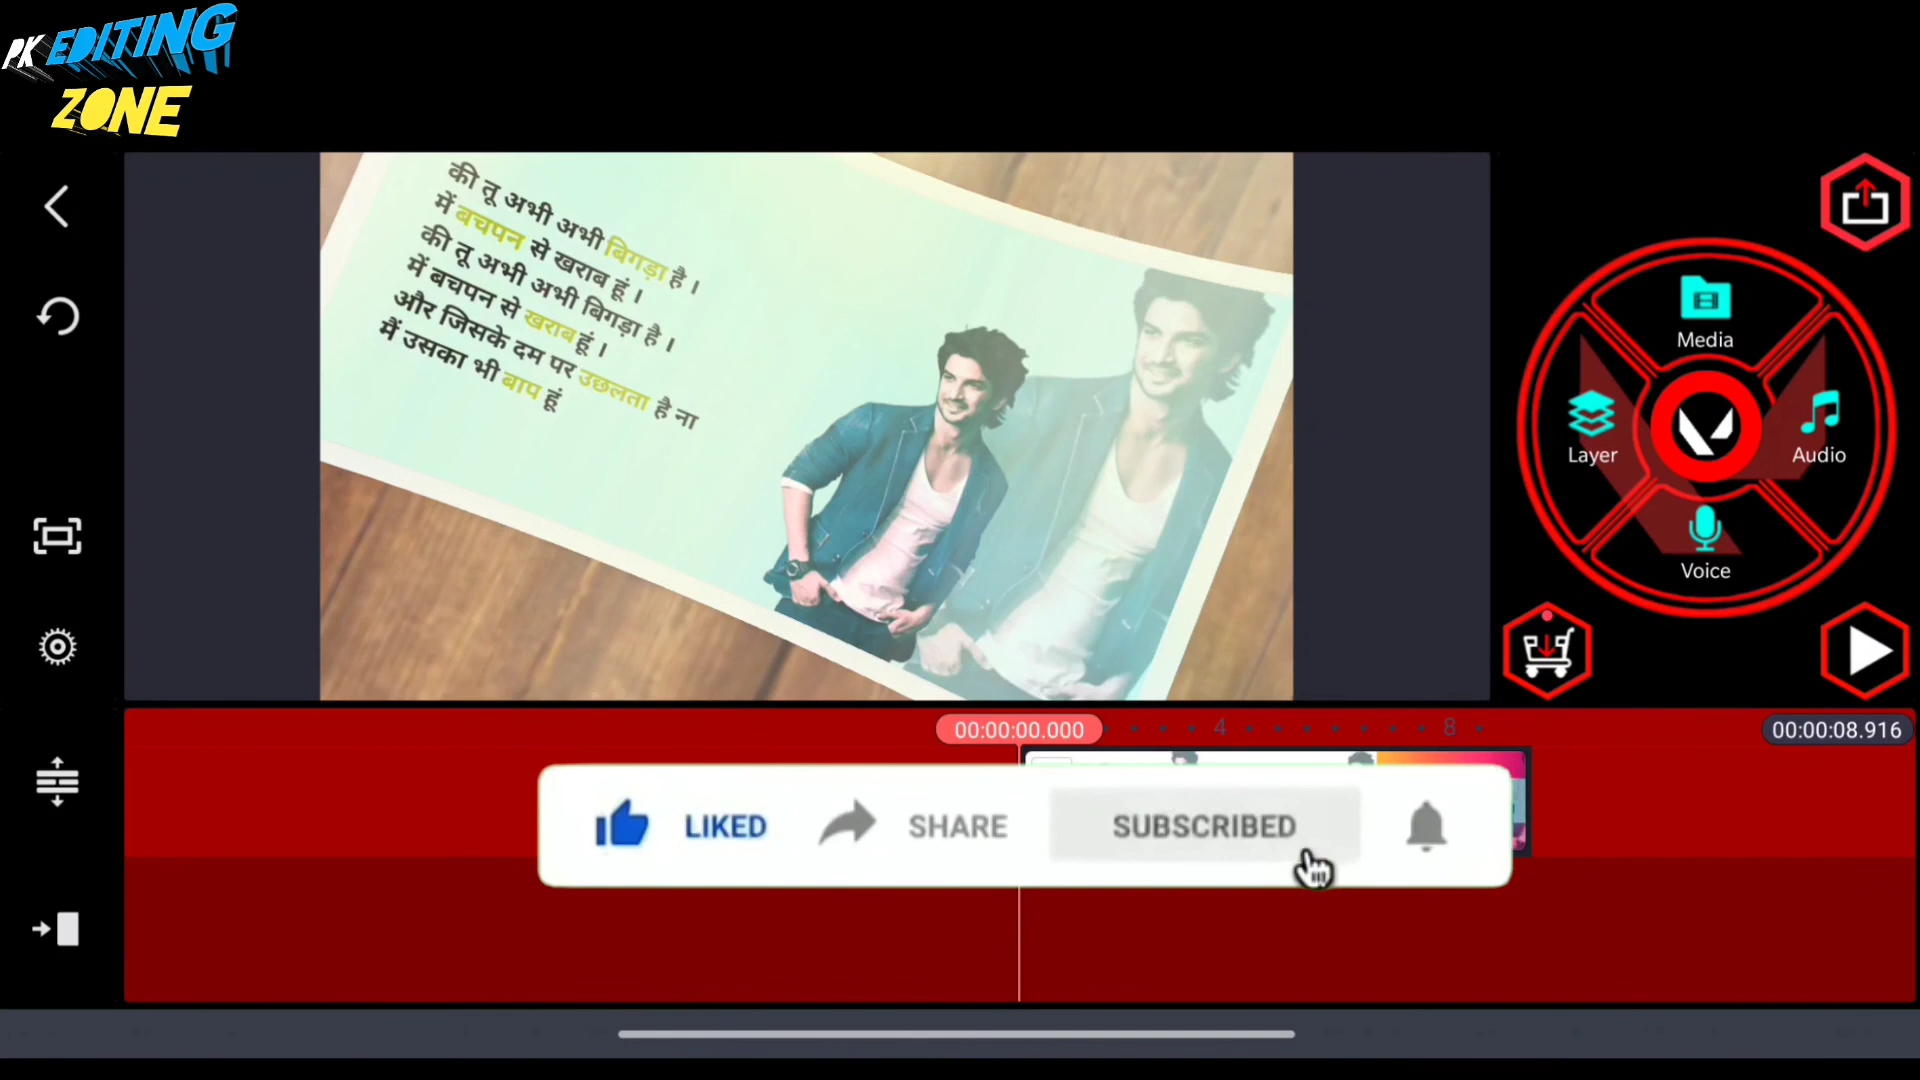 PK EDITING
ZONE
की तू अभी अभी बिगड़ा है ।
में बचपन से खराब हूं ।
की तू अभी अभी बिगड़ा है ।
में बचपन से खराब हूं ।
और जिसके दम पर उछलता है ना
मैं उसका भी बाप हूं
Media
Layer
Audio
Voice
00:00:00.000
4
8
00:00:08.916
LIKED
SHARE
SUBSCRIBED